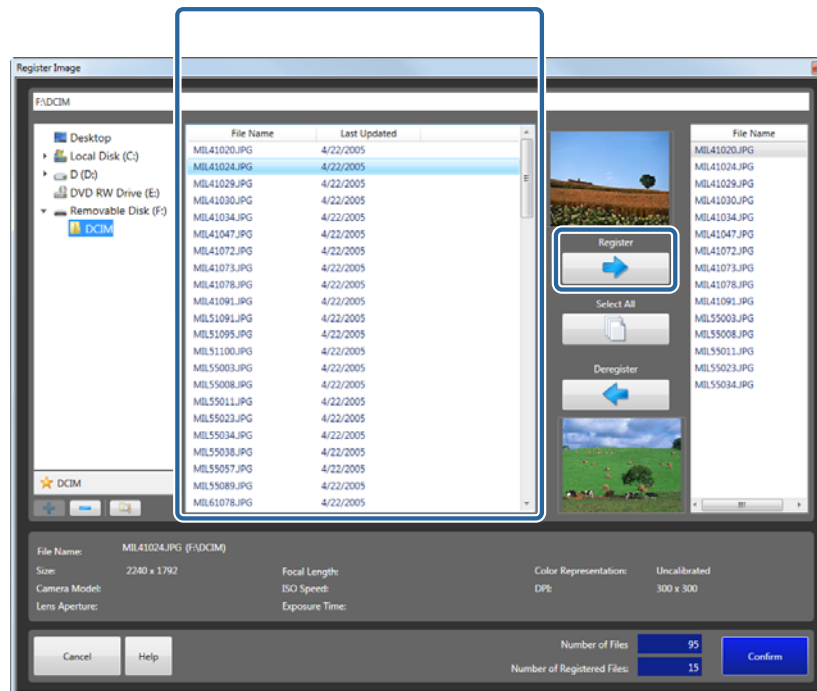 Register Image
F:\DCIM
Desktop
Local Disk (C:)
D (D:)
DVD RW Drive (E:)
Removable Disk (F:)
DCIM
DCIM
File Name Last Updated
MIL41020.JPG 4/22/2005
MIL41024.JPG 4/22/2005
MIL41029.JPG 4/22/2005
MIL41030.JPG 4/22/2005
MIL41034.JPG 4/22/2005
MIL41047.JPG 4/22/2005
MIL41072.JPG 4/22/2005
MIL41073.JPG 4/22/2005
MIL41078.JPG 4/22/2005
MIL41091.JPG 4/22/2005
MIL51091.JPG 4/22/2005
MIL51095.JPG 4/22/2005
MIL51100.JPG 4/22/2005
MIL55003.JPG 4/22/2005
MIL55008.JPG 4/22/2005
MIL55011.JPG 4/22/2005
MIL55023.JPG 4/22/2005
MIL55034.JPG 4/22/2005
MIL55038.JPG 4/22/2005
MIL55057.JPG 4/22/2005
MIL55089.JPG 4/22/2005
MIL61078.JPG 4/22/2005
Register
Select All
Deregister
File Name
MIL41020.JPG
MIL41024.JPG
MIL41029.JPG
MIL41030.JPG
MIL41034.JPG
MIL41047.JPG
MIL41072.JPG
MIL41073.JPG
MIL41078.JPG
MIL41091.JPG
MIL55003.JPG
MIL55008.JPG
MIL55011.JPG
MIL55023.JPG
MIL55034.JPG
File Name: MIL41024.JPG (F:\DCIM)
Size: 2240 x 1792 Focal Length: Color Representation: Uncalibrated
Camera Model: ISO Speed: DPI: 300 x 300
Lens Aperture: Exposure Time:
Cancel Help
Number of Files 95
Number of Registered Files: 15
Confirm